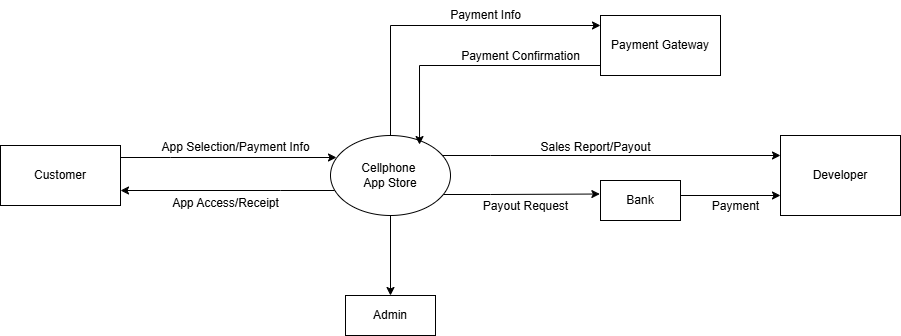 Payment Info
Payment Gateway
Payment Confirmation
App Selection/Payment Info
Sales Report/Payout
Customer
Cellphone
App Store
Developer
App Access/Receipt
Payout Request
Bank
Payment
Admin